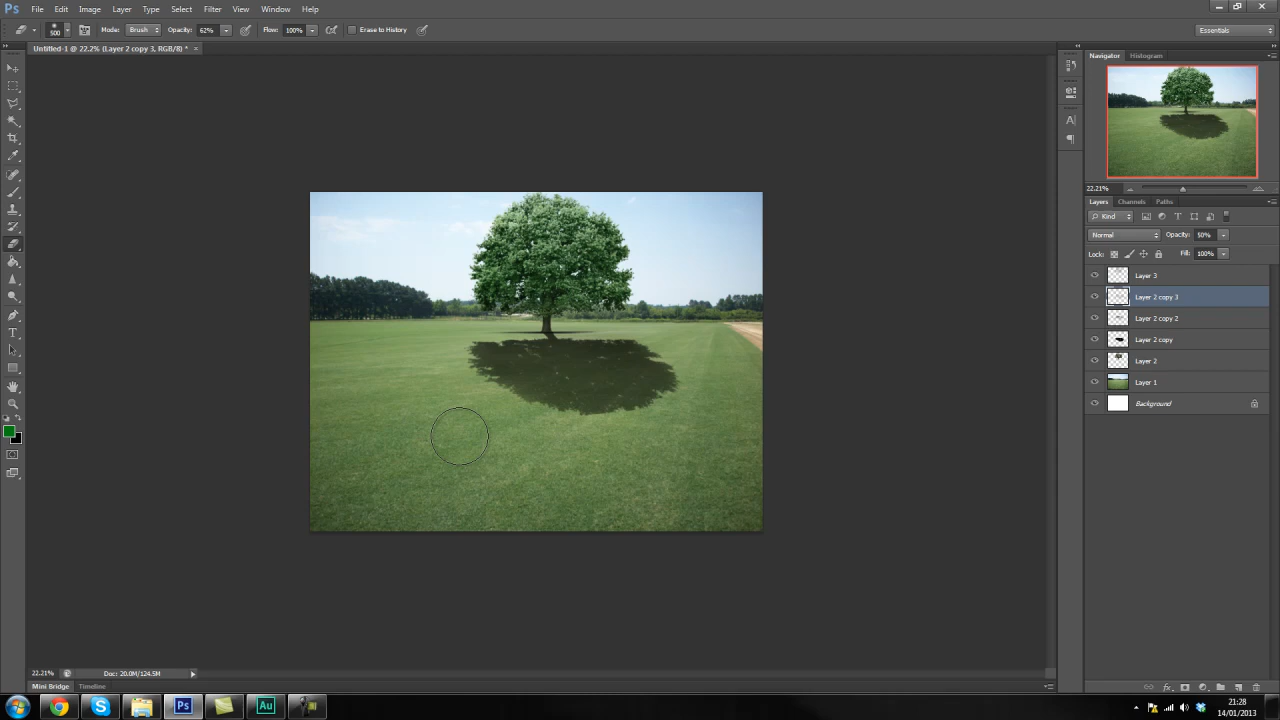 Ps File Edit Image Layer Type Select Filter 3D View Window Help
500 Mode: Brush Opacity: 62% Flow: 100% Erase to History Essentials
Untitled-1 @ 22.2% (Layer 2 copy 3, RGB/8) * ×
Navigator Histogram
22.21%
Layers Channels Paths
Kind
Normal Opacity: 50%
Lock: Fill: 100%
Layer 3
Layer 2 copy 3
Layer 2 copy 2
Layer 2 copy
Layer 2
Layer 1
Background
22.21% Doc: 20.0M/124.5M
Mini Bridge Timeline
Ps Au
21:28
14/01/2013